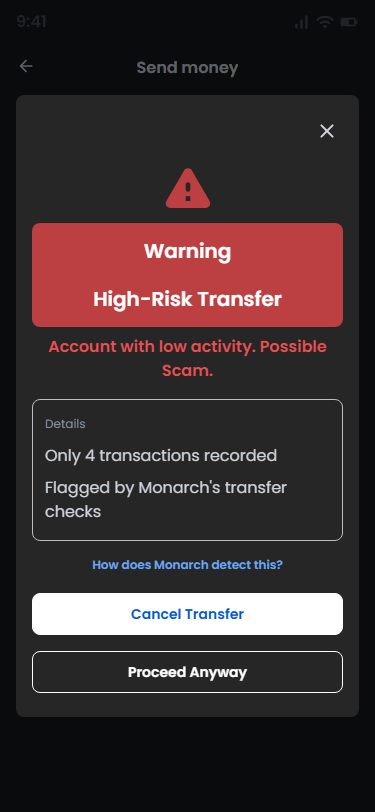 9:41
Send money
Warning
High-Risk Transfer
Account with low activity. Possible
Scam.
Details
Only 4 transactions recorded
Flagged by Monarch's transfer
checks
How does Monarch detect this?
Cancel Transfer
Proceed Anyway